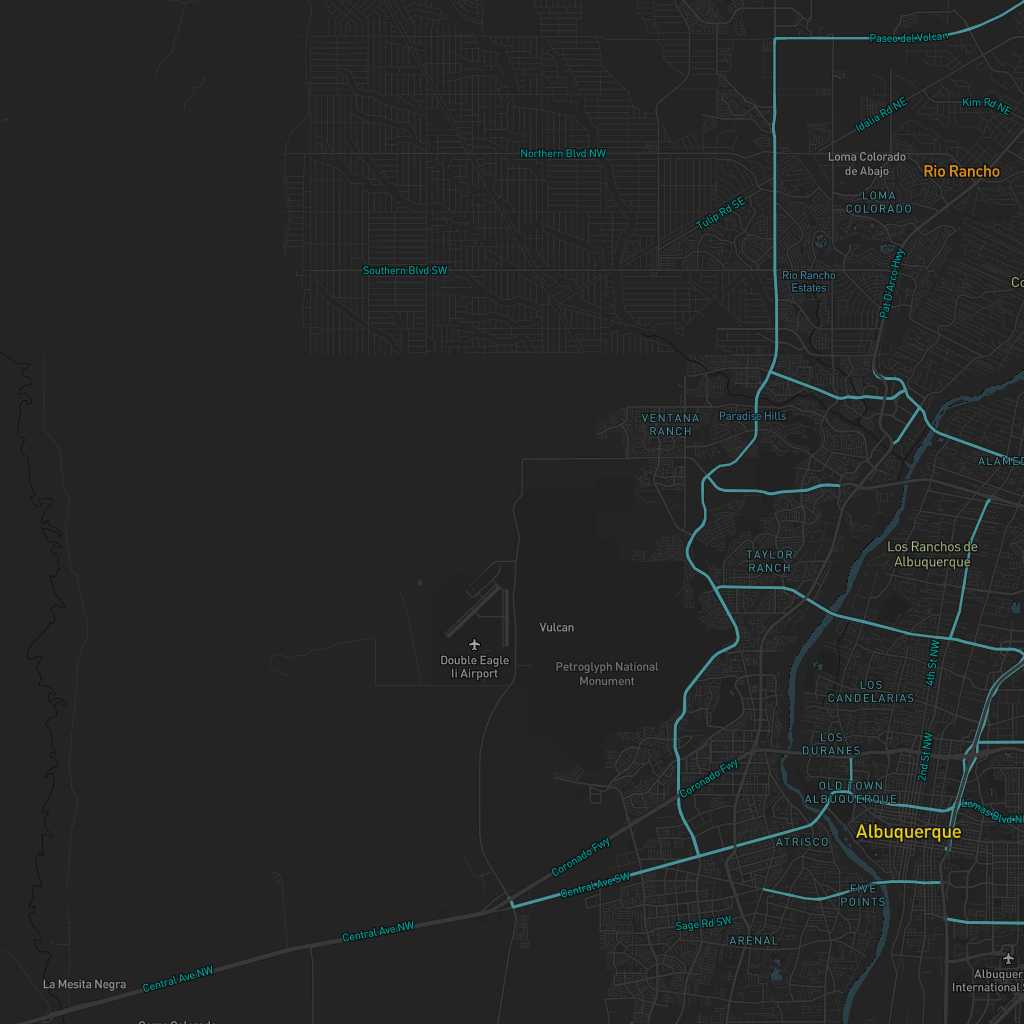 Paseo del Volcan
Kim Rd NE
Idalia Rd NE
Northern Blvd NW
Loma Colorado
de Abajo
Rio Rancho
LOMA
COLORADO
Tulip Rd SE
Southern Blvd SW
Rio Rancho
Estates
Pat D'Arco Hwy
Co
VENTANA
RANCH
Paradise Hills
ALAMED
TAYLOR
RANCH
Los Ranchos de
Albuquerque
Vulcan
Double Eagle
Ii Airport
Petroglyph National
Monument
4th St NW
LOS
CANDELARIAS
LOS
DURANES
2nd St NW
Coronado Fwy
OLD TOWN
ALBUQUERQUE
Lomas Blvd NE
Albuquerque
ATRISCO
Coronado Fwy
Central Ave SW
FIVE
POINTS
Sage Rd SW
Central Ave NW
ARENAL
Central Ave NW
La Mesita Negra
Albuquer
International S